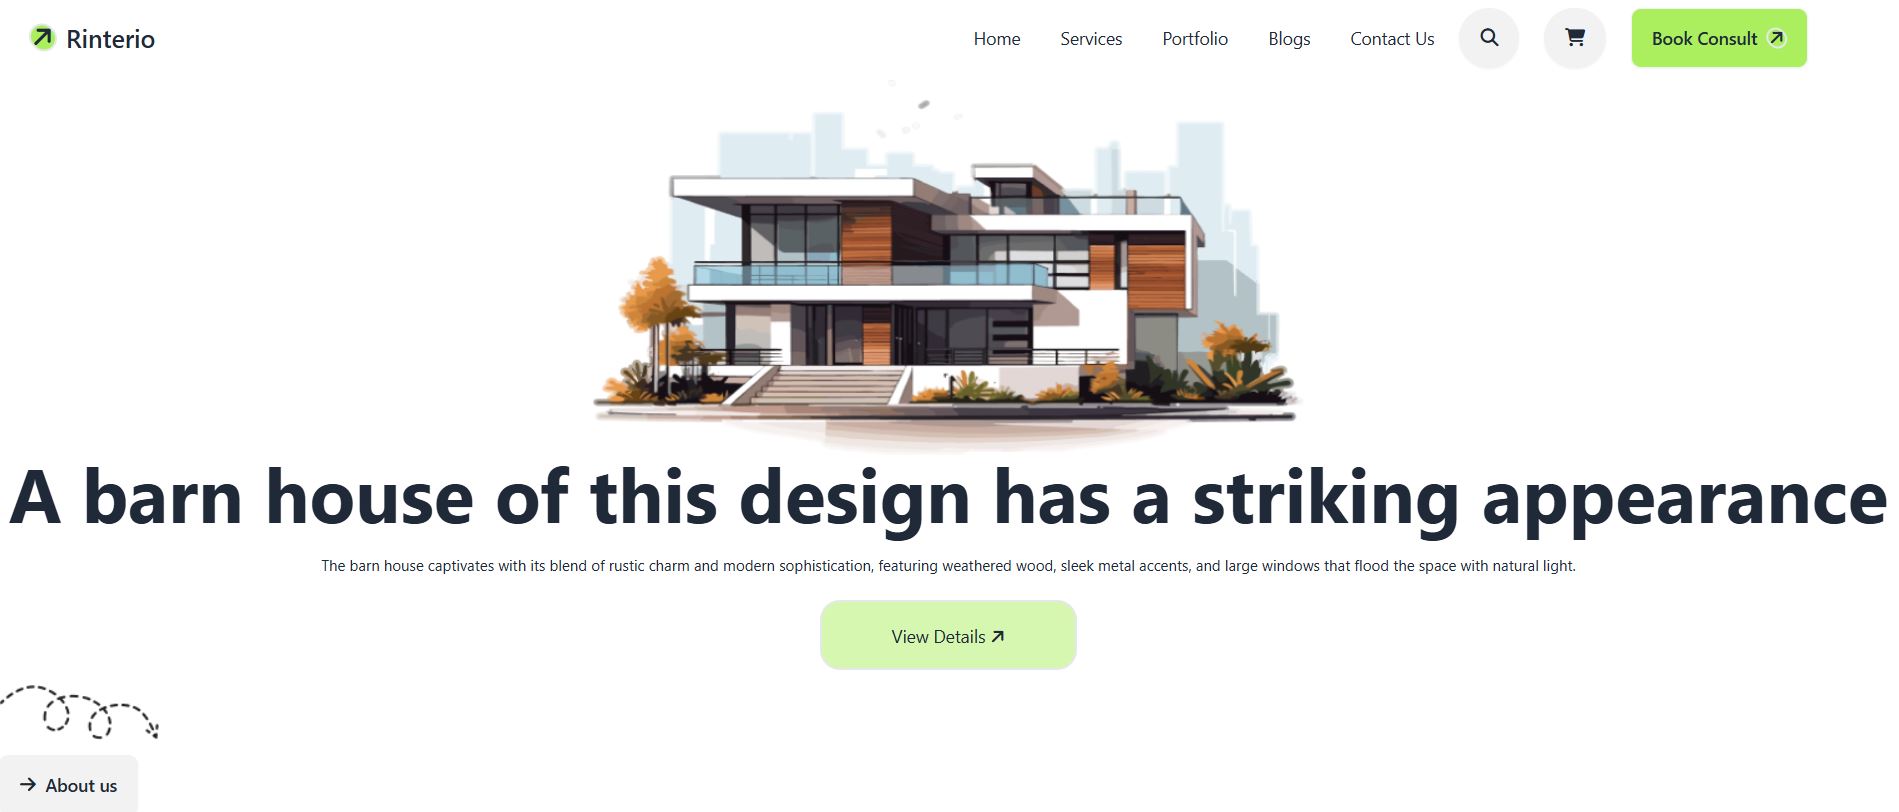 Rinterio
Home Services Portfolio Blogs Contact Us Book Consult
A barn house of this design has a striking appearance
The barn house captivates with its blend of rustic charm and modern sophistication, featuring weathered wood, sleek metal accents, and large windows that flood the space with natural light.
View Details
About us